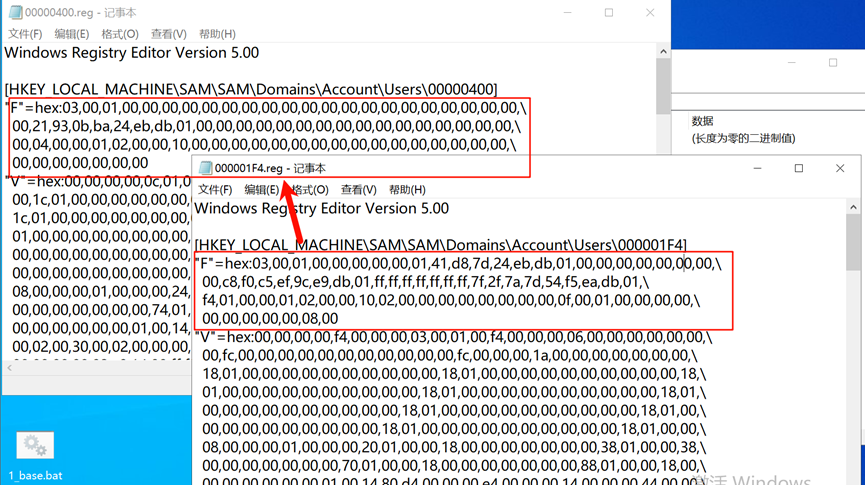 00000400.reg - 记事本
文件(F) 编辑(E) 格式(O) 查看(V) 帮助(H)
Windows Registry Editor Version 5.00
[HKEY_LOCAL_MACHINE\SAM\SAM\Domains\Account\Users\00000400]
"F"=hex:03,00,01,00,00,00,00,00,00,00,00,00,00,00,00,00,00,00,00,00,00,00,00,\
00,21,93,0b,ba,24,eb,db,01,00,00,00,00,00,00,00,00,00,00,00,00,00,00,00,00,\
00,04,00,00,01,02,00,00,10,00,00,00,00,00,00,00,00,00,00,00,00,00,00,00,00,\
00,00,00,00,00,00,00,00
"V"=hex:00,00,00,00,0c,01,0
00,1c,01,00,00,00,00,00,00
1c,01,00,00,00,00,00,00,00
01,00,00,00,00,00,00,00,00
00,00,00,00,00,00,00,00,00
00,00,00,00,00,00,00,00,00
08,00,00,00,01,00,00,00,24,
00,00,00,00,00,00,00,74,01,
00,00,00,00,00,00,01,00,14,
02,00,30,00,02,00,00,00,
数据
(长度为零的二进制值)
000001F4.reg - 记事本
文件(F) 编辑(E) 格式(O) 查看(V) 帮助(H)
Windows Registry Editor Version 5.00
[HKEY_LOCAL_MACHINE\SAM\SAM\Domains\Account\Users\000001F4]
"F"=hex:03,00,01,00,00,00,00,00,01,41,d8,7d,24,eb,db,01,00,00,00,00,00,00,00,\
00,c8,f0,c5,ef,9c,e9,db,01,ff,ff,ff,ff,ff,ff,ff,7f,2f,7a,7d,54,f5,ea,db,01,\
f4,01,00,00,01,02,00,00,10,02,00,00,00,00,00,00,00,00,0f,00,01,00,00,00,00,\
00,00,00,00,00,00,08,00
"V"=hex:00,00,00,00,f4,00,00,00,03,00,01,00,f4,00,00,00,06,00,00,00,00,00,00,\
00,fc,00,00,00,00,00,00,00,00,00,00,00,fc,00,00,00,1a,00,00,00,00,00,00,00,\
18,01,00,00,00,00,00,00,00,00,00,00,18,01,00,00,00,00,00,00,00,00,00,00,18,\
01,00,00,00,00,00,00,00,00,00,00,18,01,00,00,00,00,00,00,00,00,00,00,18,01,\
00,00,00,00,00,00,00,00,00,00,18,01,00,00,00,00,00,00,00,00,00,00,18,01,00,\
00,00,00,00,00,00,00,00,00,18,01,00,00,00,00,00,00,00,00,00,00,18,01,00,00,\
08,00,00,00,01,00,00,00,20,01,00,00,18,00,00,00,00,00,00,00,38,01,00,00,38,\
00,00,00,00,00,00,00,70,01,00,00,18,00,00,00,00,00,00,00,88,01,00,00,18,00,\
1_base.bat
激活 Windows